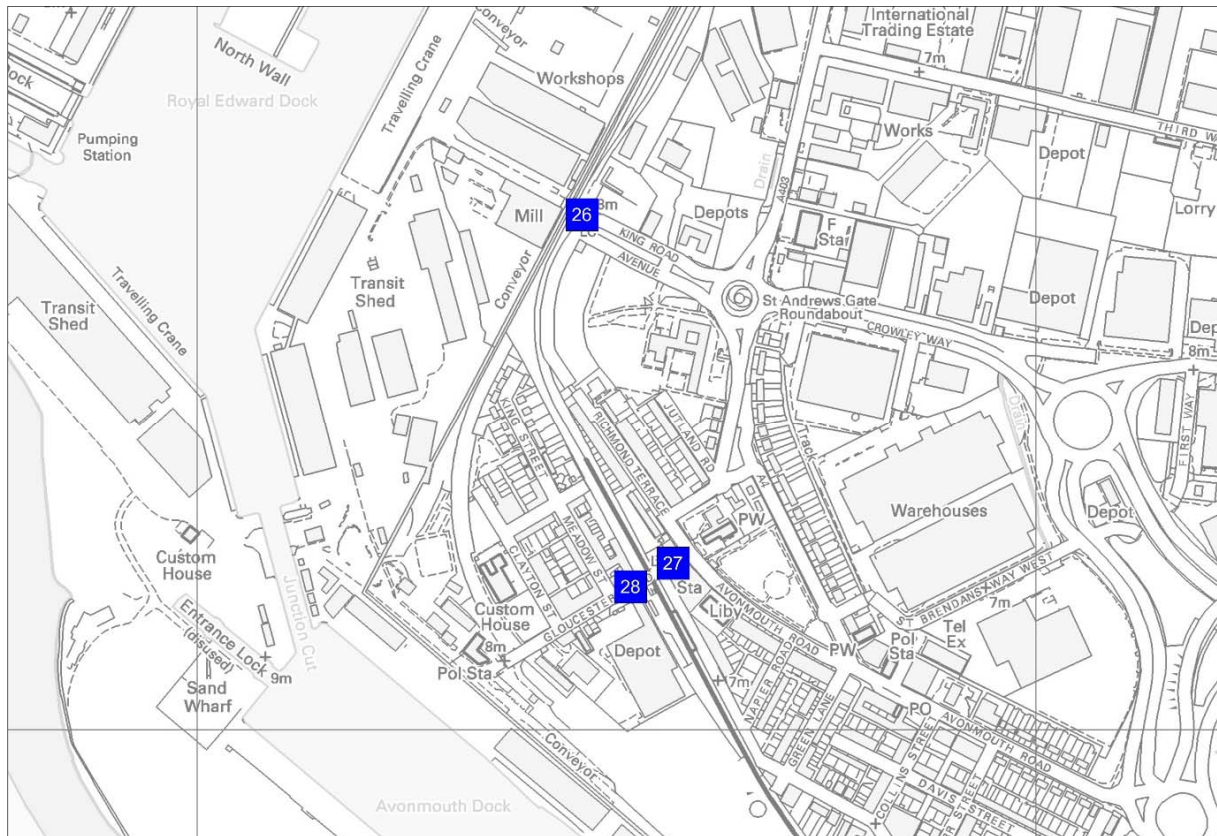 International
Trading Estate
7m
Conveyor
Conveyor
North Wall
Travelling Crane
Workshops
Royal Edward Dock
Pumping
Station
Works
THIRD
Depot
Drain
A403
Lorry
Mill
26
8m
Depots
F
Sta
KING ROAD
AVENUE
Travelling Crane
Transit
Shed
Conveyor
Transit
Shed
St Andrews Gate
Roundabout
Depot
CROWLEY WAY
8m
Drain
KING STREET
RICHMOND TERRACE
JUTLAND RD
Track
FIRST WAY
A4
PW
Warehouses
Depot
MEADOW ST
CLAYTON ST
Custom
House
Junction Cut
27
Sta
28
Custom
House
GLOUCESTER
Liby
AVONMOUTH ROAD
ST BRENDANS WAY WEST
7m
Entrance Lock
(disused)
9m
Pol Sta
8m
Depot
7m
PW
Pol
Sta
Tel
Ex
Sand
Wharf
NAPIER ROAD
GREEN LANE
PO
AVONMOUTH ROAD
Conveyor
COLLINS STREET
DAVIS STREET
STREET
Avonmouth Dock